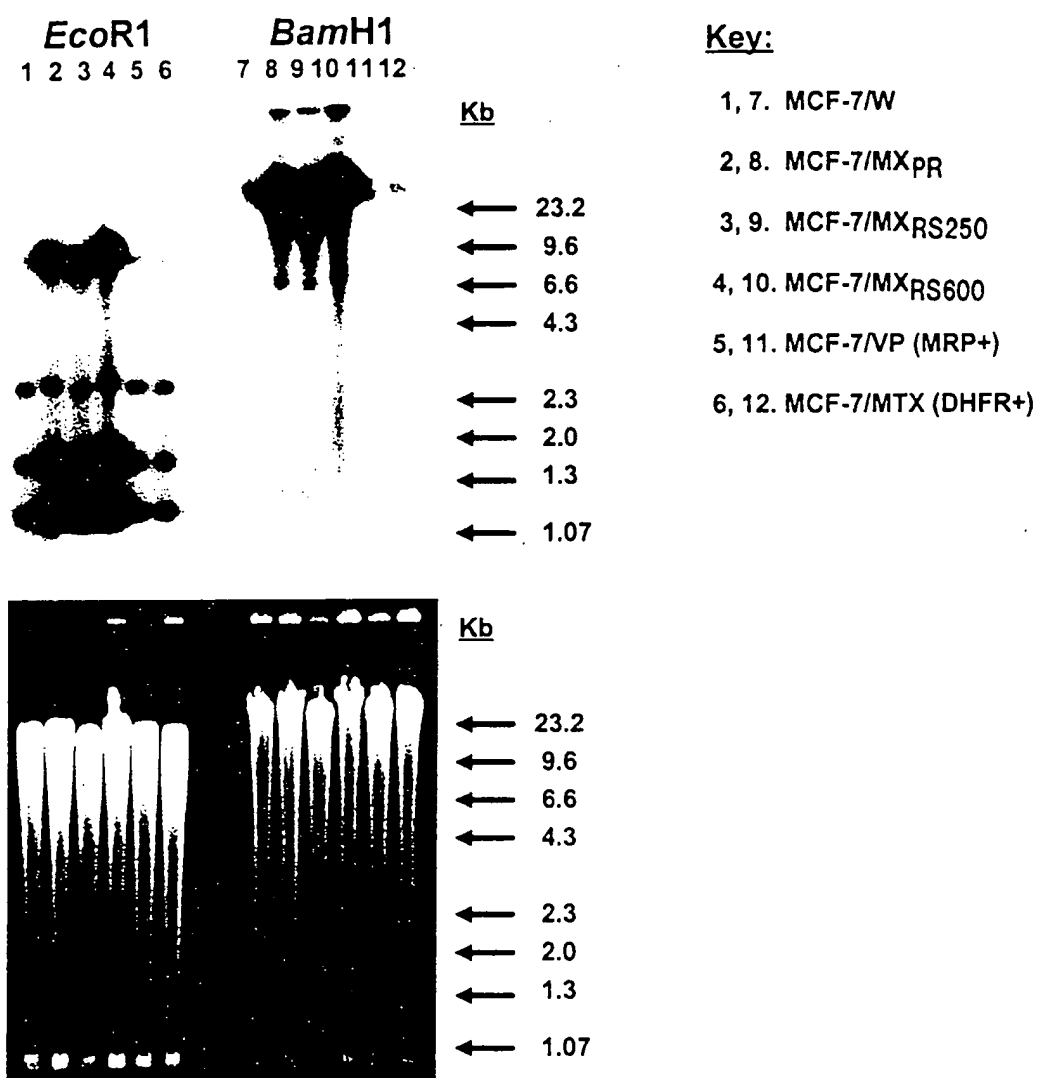 EcoR1 BamH1
1 2 3 4 5 6 7 8 9 10 11 12
Kb
23.2
9.6
6.6
4.3
2.3
2.0
1.3
1.07
Key:
1, 7. MCF-7/W
2, 8. MCF-7/MXPR
3, 9. MCF-7/MXRS250
4, 10. MCF-7/MXRS600
5, 11. MCF-7/VP (MRP+)
6, 12. MCF-7/MTX (DHFR+)
Kb
23.2
9.6
6.6
4.3
2.3
2.0
1.3
1.07